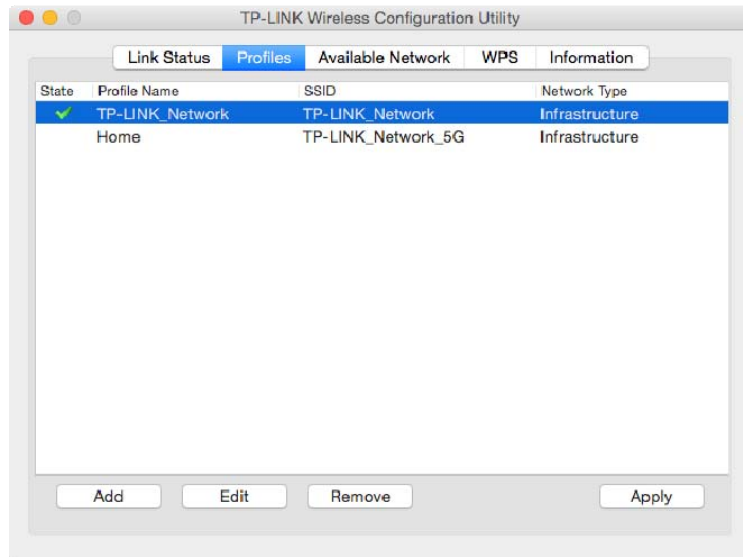 TP-LINK Wireless Configuration Utility
Link Status Profiles Available Network WPS Information
State Profile Name SSID Network Type
TP-LINK_Network TP-LINK_Network Infrastructure
Home TP-LINK_Network_5G Infrastructure
Add Edit Remove Apply